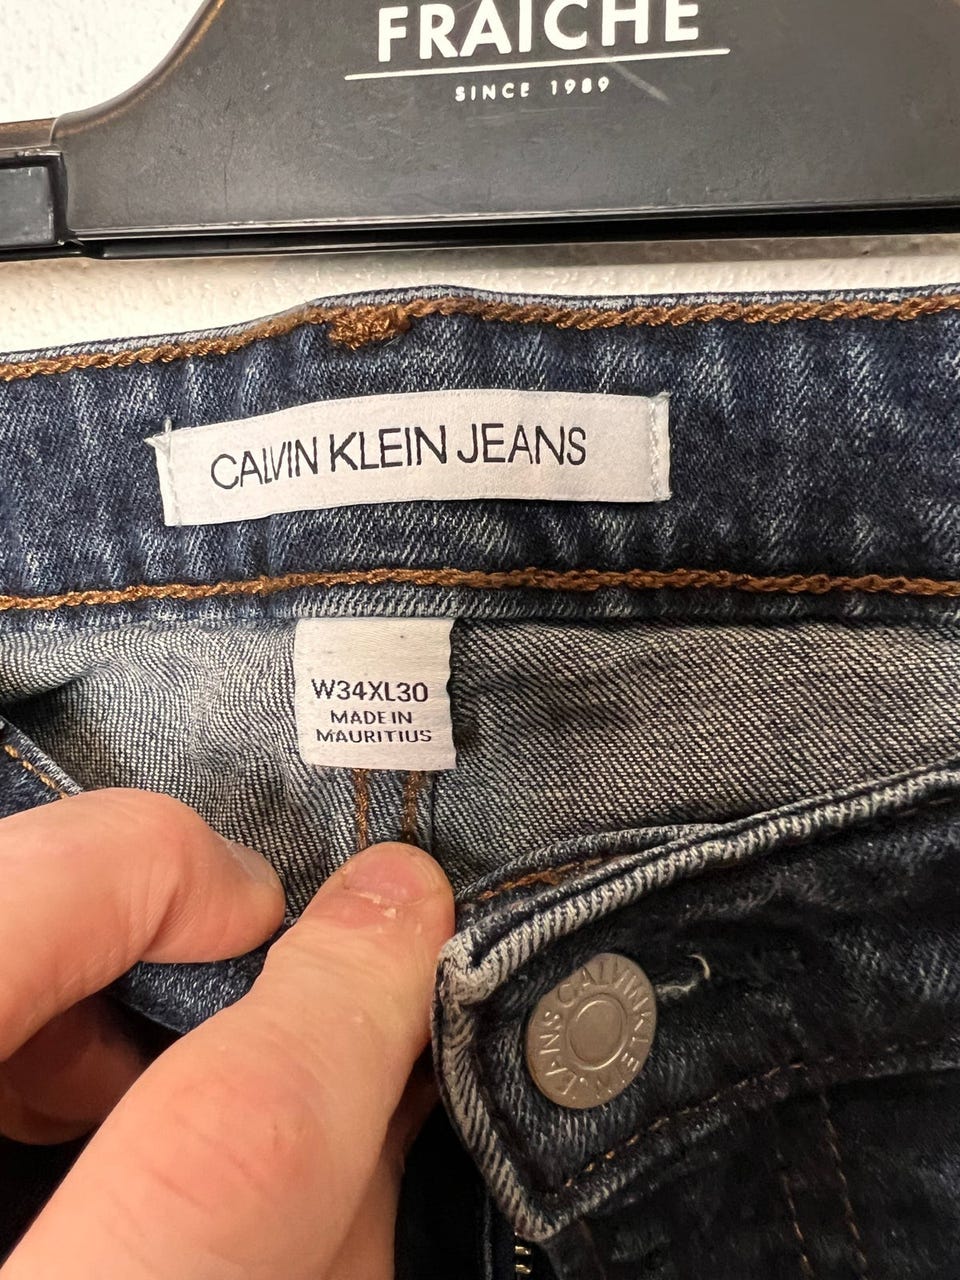 FRAICHE
SINCE 1989
CALVIN KLEIN JEANS
W34XL30
MADE IN
MAURITIUS
CALVIN KLEIN JEANS